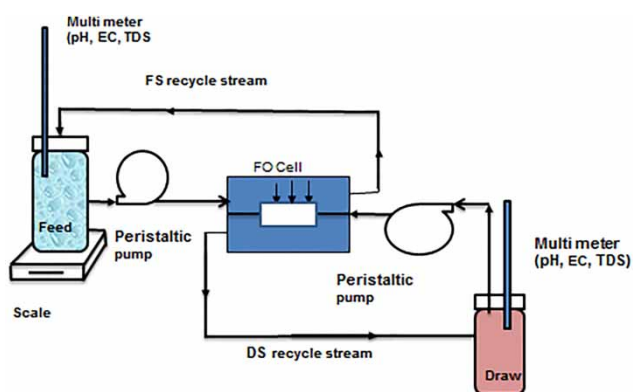 Multi meter
(pH, EC, TDS
FS recycle stream
FO Cell
Feed
Peristaltic
pump
Peristaltic
pump
Multi meter
(pH, EC, TDS)
Scale
DS recycle stream
Draw